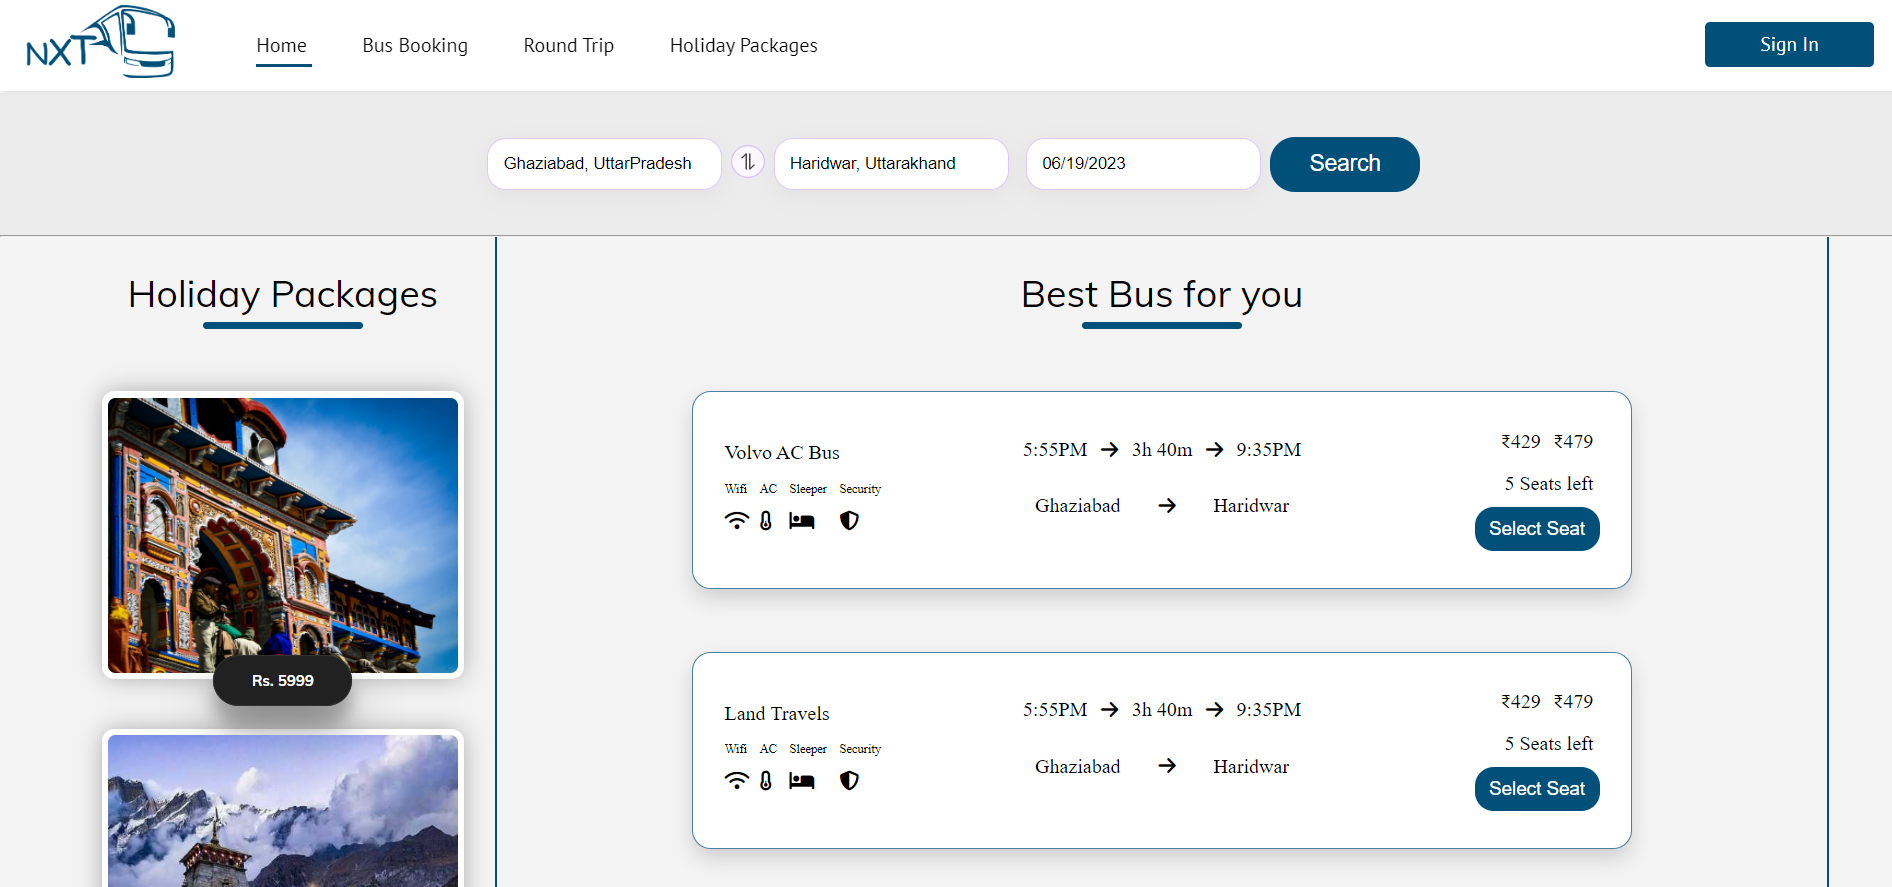 NXT
Home Bus Booking Round Trip Holiday Packages Sign In
Ghaziabad, UttarPradesh Haridwar, Uttarakhand 06/19/2023 Search
Holiday Packages
Rs. 5999
Best Bus for you
Volvo AC Bus
Wifi AC Sleeper Security
5:55PM → 3h 40m → 9:35PM
Ghaziabad → Haridwar
₹429 ₹479
5 Seats left
Select Seat
Land Travels
Wifi AC Sleeper Security
5:55PM → 3h 40m → 9:35PM
Ghaziabad → Haridwar
₹429 ₹479
5 Seats left
Select Seat